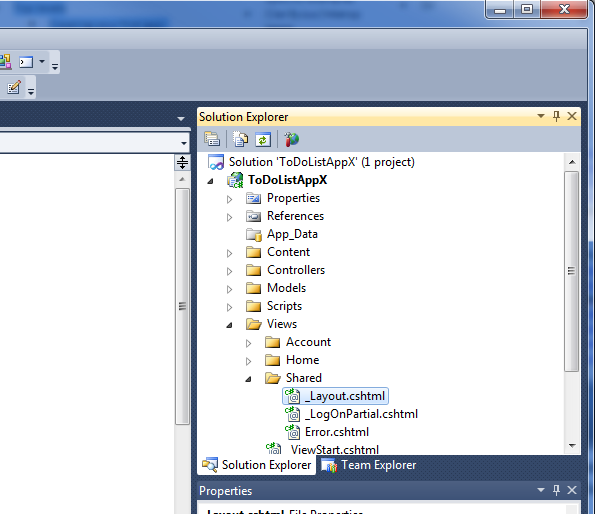 Solution Explorer
Solution 'ToDoListAppX' (1 project)
ToDoListAppX
Properties
References
App_Data
Content
Controllers
Models
Scripts
Views
Account
Home
Shared
_Layout.cshtml
_LogOnPartial.cshtml
Error.cshtml
_ViewStart.cshtml
Solution Explorer Team Explorer
Properties
_Layout.cshtml File Properties